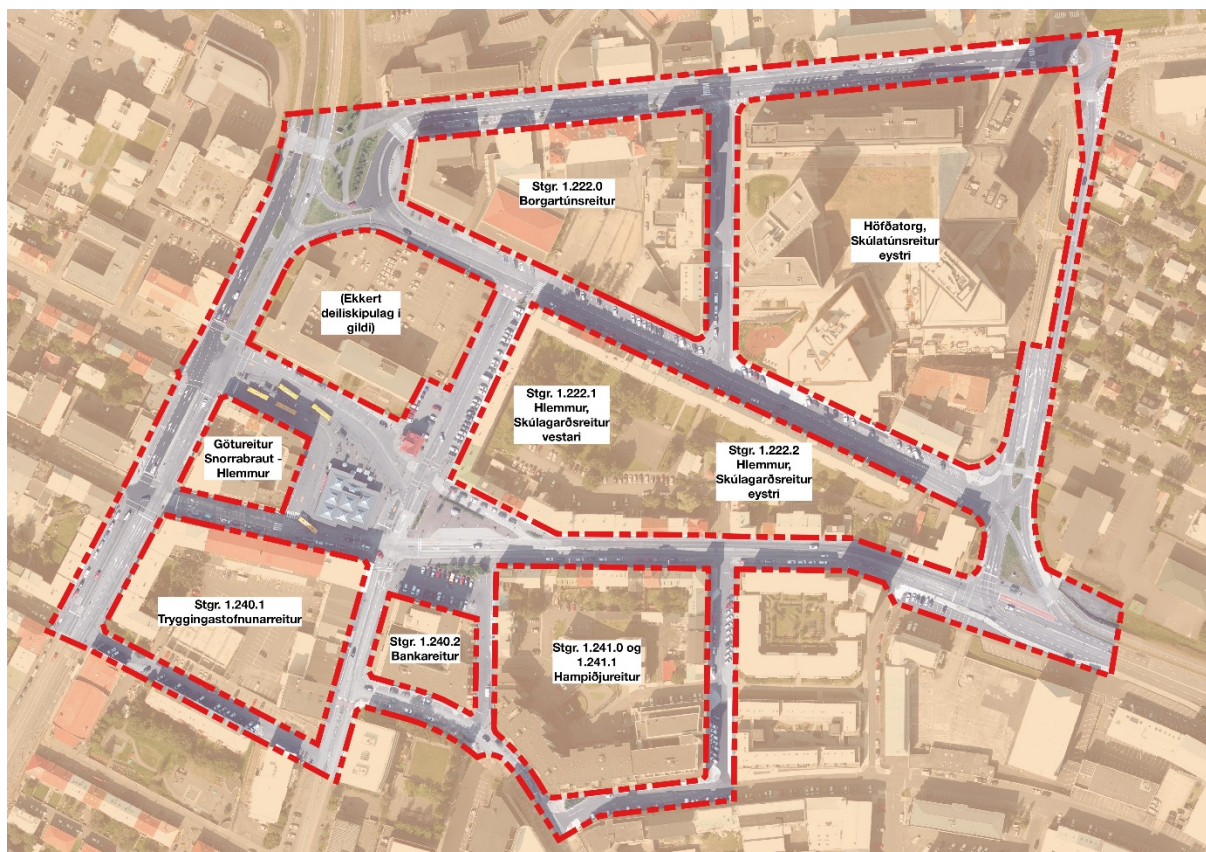 Stgr. 1.222.0
Borgartúnsreitur
Höfðatorg,
Skúlatúnsreitur
eystri
(Ekkert
deiliskipulag í
gildi)
Stgr. 1.222.1
Hlemmur,
Skúlagarðsreitur
vestari
Götureitur
Snorrabraut -
Hlemmur
Stgr. 1.222.2
Hlemmur,
Skúlagarðsreitur
eystri
Stgr. 1.240.1
Tryggingastofnunarreitur
Stgr. 1.240.2
Bankareitur
Stgr. 1.241.0 og
1.241.1
Hampiðjureitur